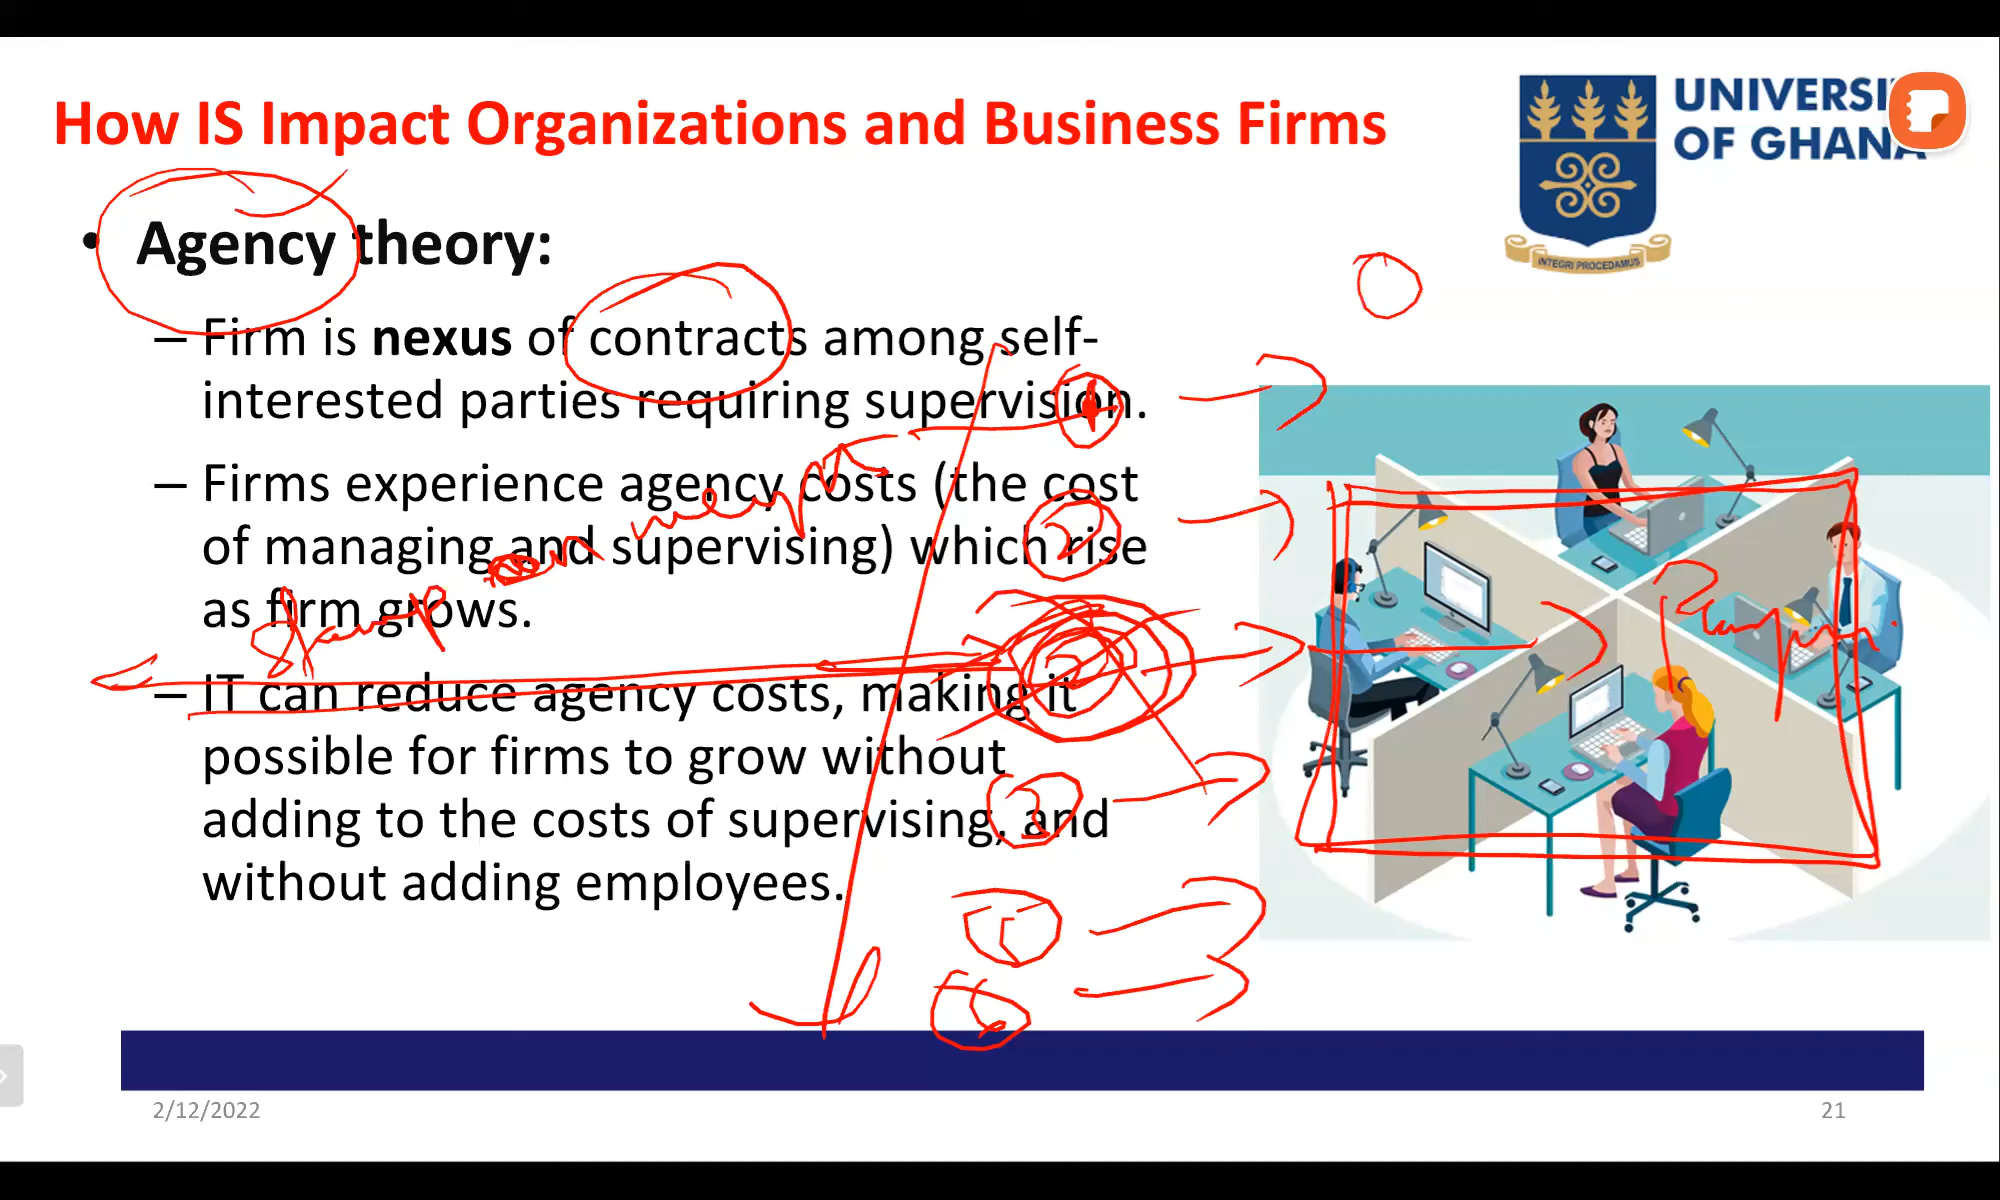 How IS Impact Organizations and Business Firms
UNIVERSI
OF GHANA
INTEGRI PROCEDAMUS
• Agency theory:
– Firm is nexus of contracts among self-
interested parties requiring supervision.
– Firms experience agency costs (the cost
of managing and supervising) which rise
as firm grows.
– IT can reduce agency costs, making it
possible for firms to grow without
adding to the costs of supervising, and
without adding employees.
1
2
6
2/12/2022
21